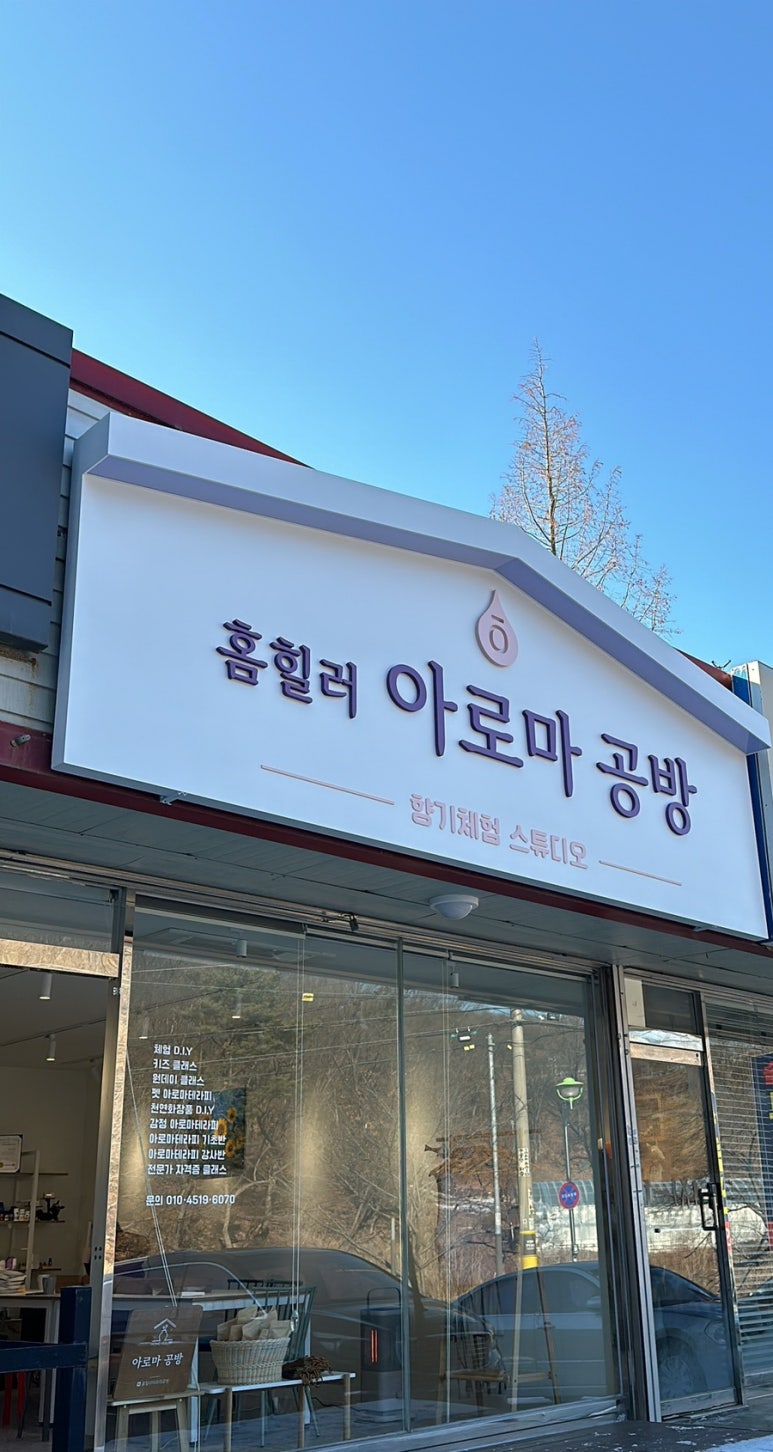 홈힐러 아로마 공방
향기체험 스튜디오
체험 D.I.Y
키즈 클래스
원데이 클래스
펫 아로마테라피
천연화장품 D.I.Y
감정 아로마테라피
아로마테라피 기초반
아로마테라피 강사반
전문가 자격증 클래스
문의 010·4519·6070
아로마 공방